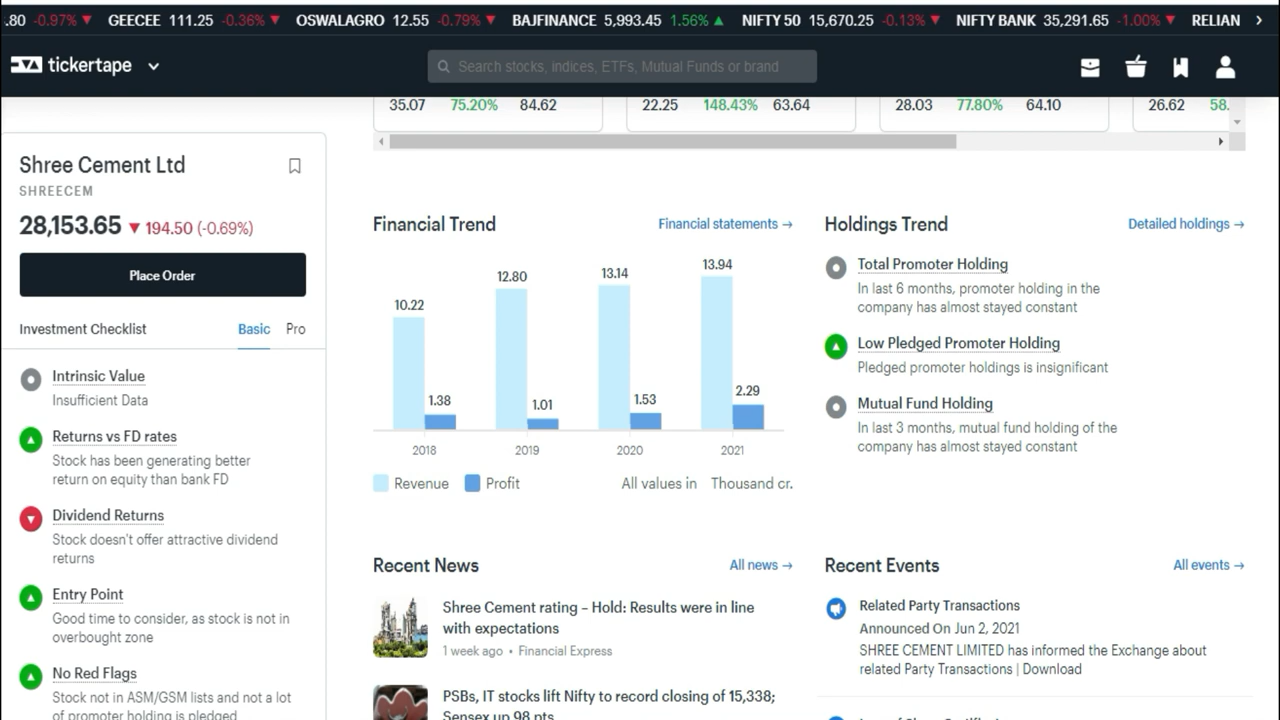 .80 -0.97% ▼ GEECEE 111.25 -0.36% ▼ OSWALAGRO 12.55 -0.79% ▼ BAJFINANCE 5,993.45 1.56% ▲ NIFTY 50 15,670.25 -0.13% ▼ NIFTY BANK 35,291.65 -1.00% ▼ RELIAN
tickertape
Search stocks, indices, ETFs, Mutual Funds or brand
35.07 75.20% 84.62 22.25 148.43% 63.64 28.03 77.80% 64.10 26.62 58.
Shree Cement Ltd
SHREECEM
28,153.65 ▼ 194.50 (-0.69%)
Place Order
Investment Checklist Basic Pro
Intrinsic Value
Insufficient Data
Returns vs FD rates
Stock has been generating better
return on equity than bank FD
Dividend Returns
Stock doesn't offer attractive dividend
returns
Entry Point
Good time to consider, as stock is not in
overbought zone
No Red Flags
Stock not in ASM/GSM lists and not a lot
of promoter holding is pledged
Financial Trend Financial statements →
10.22 12.80 13.14 13.94
1.38 1.01 1.53 2.29
2018 2019 2020 2021
Revenue Profit All values in Thousand cr.
Holdings Trend Detailed holdings →
Total Promoter Holding
In last 6 months, promoter holding in the
company has almost stayed constant
Low Pledged Promoter Holding
Pledged promoter holdings is insignificant
Mutual Fund Holding
In last 3 months, mutual fund holding of the
company has almost stayed constant
Recent News All news →
Shree Cement rating – Hold: Results were in line
with expectations
1 week ago • Financial Express
PSBs, IT stocks lift Nifty to record closing of 15,338;
Sensex up 98 pts
Recent Events All events →
Related Party Transactions
Announced On Jun 2, 2021
SHREE CEMENT LIMITED has informed the Exchange about
related Party Transactions | Download